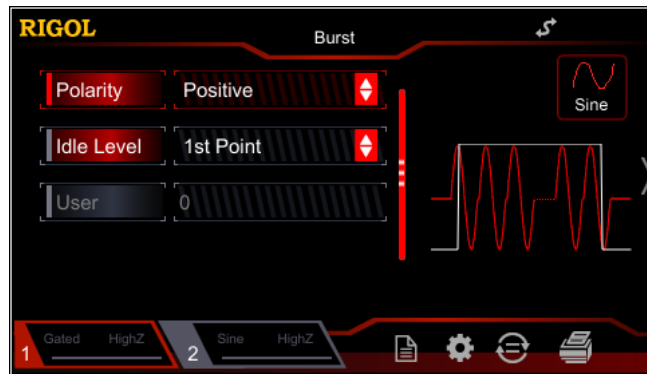 RIGOL
Burst
Polarity Positive
Sine
Idle Level 1st Point
User 0
1 Gated HighZ 2 Sine HighZ